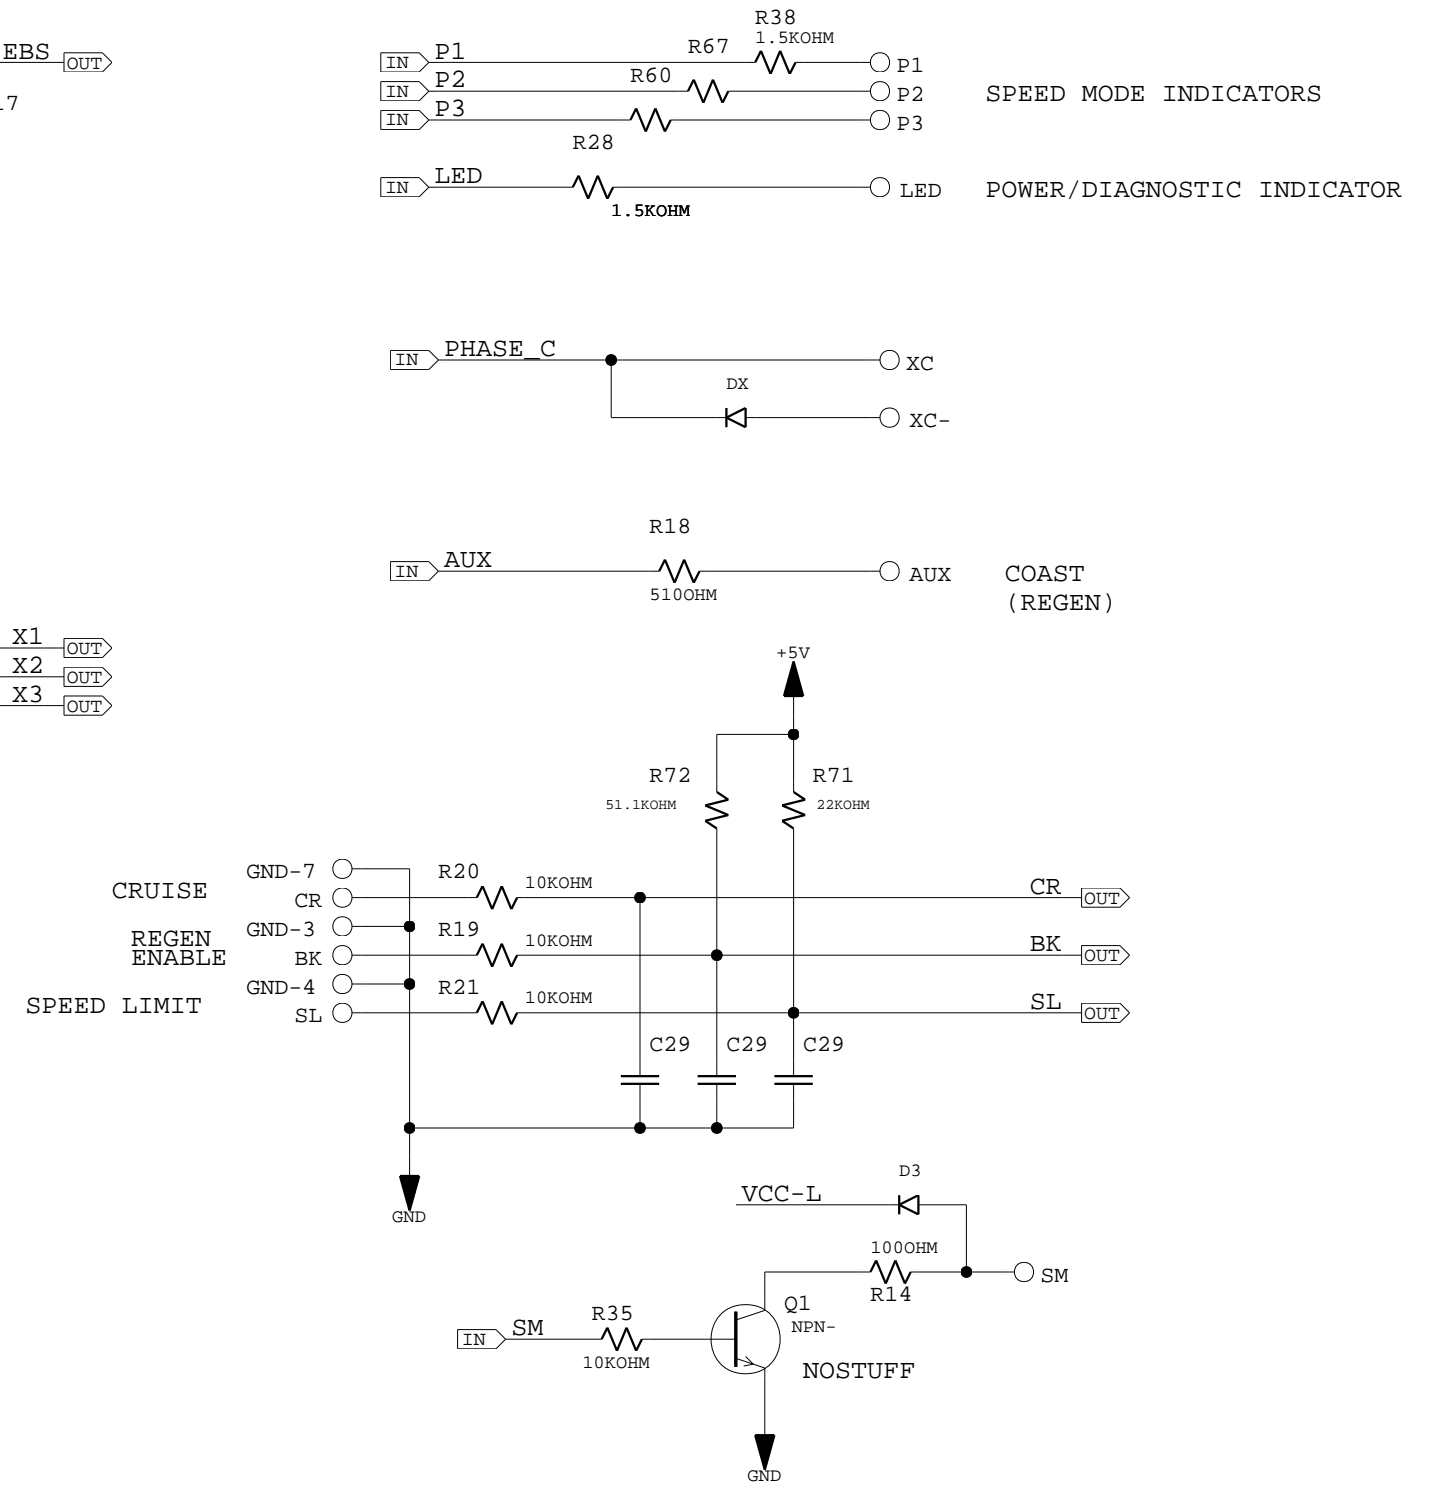 R38
1.5KOHM
EBS OUT
R67
IN P1
P1
R60
IN P2
P2
SPEED MODE INDICATORS
17
IN P3
P3
R28
IN LED
LED
POWER/DIAGNOSTIC INDICATOR
1.5KOHM
IN PHASE_C
XC
DX
XC-
R18
IN AUX
AUX
COAST
(REGEN)
510OHM
X1 OUT
X2 OUT
X3 OUT
+5V
R72
51.1KOHM
R71
22KOHM
GND-7
CRUISE
CR
R20
10KOHM
CR OUT
GND-3
REGEN
ENABLE
BK
R19
10KOHM
BK OUT
GND-4
SPEED LIMIT
SL
R21
10KOHM
SL OUT
C29
C29
C29
GND
D3
VCC-L
100OHM
R14
SM
Q1
NPN-
IN SM
R35
10KOHM
NOSTUFF
GND